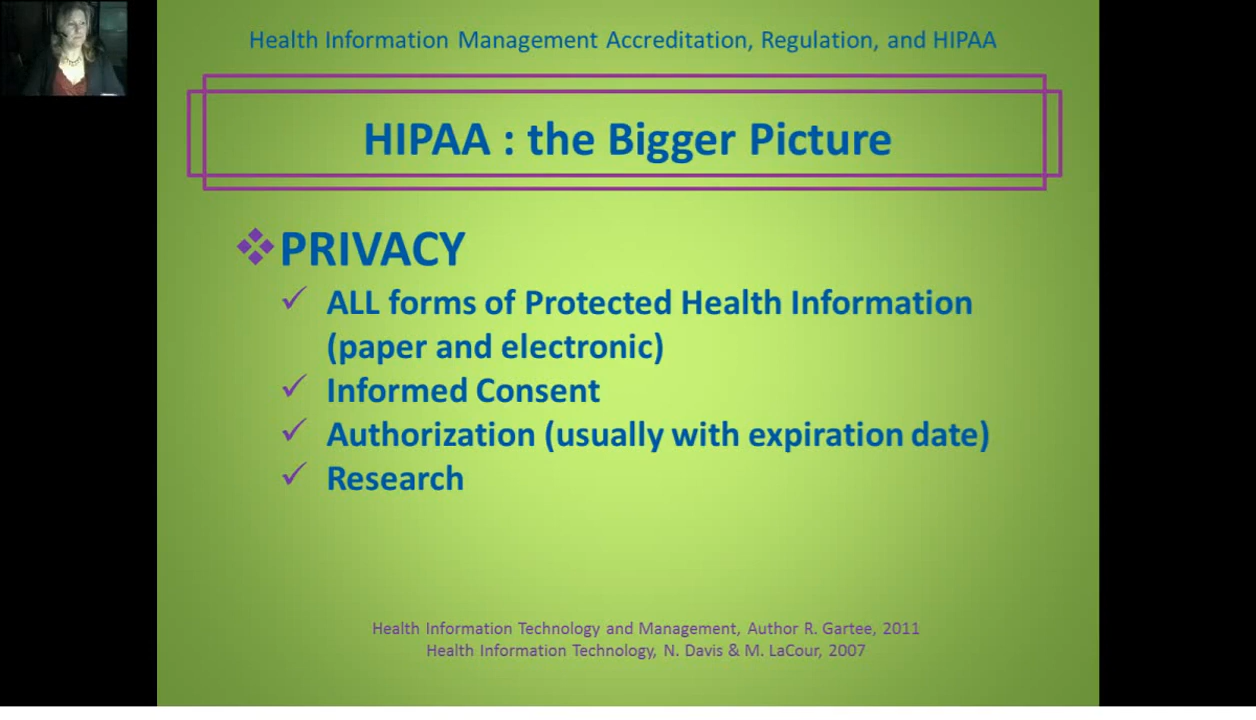 Health Information Management Accreditation, Regulation, and HIPAA
HIPAA : the Bigger Picture
PRIVACY
ALL forms of Protected Health Information
(paper and electronic)
Informed Consent
Authorization (usually with expiration date)
Research
Health Information Technology and Management, Author R. Gartee, 2011
Health Information Technology, N. Davis & M. LaCour, 2007